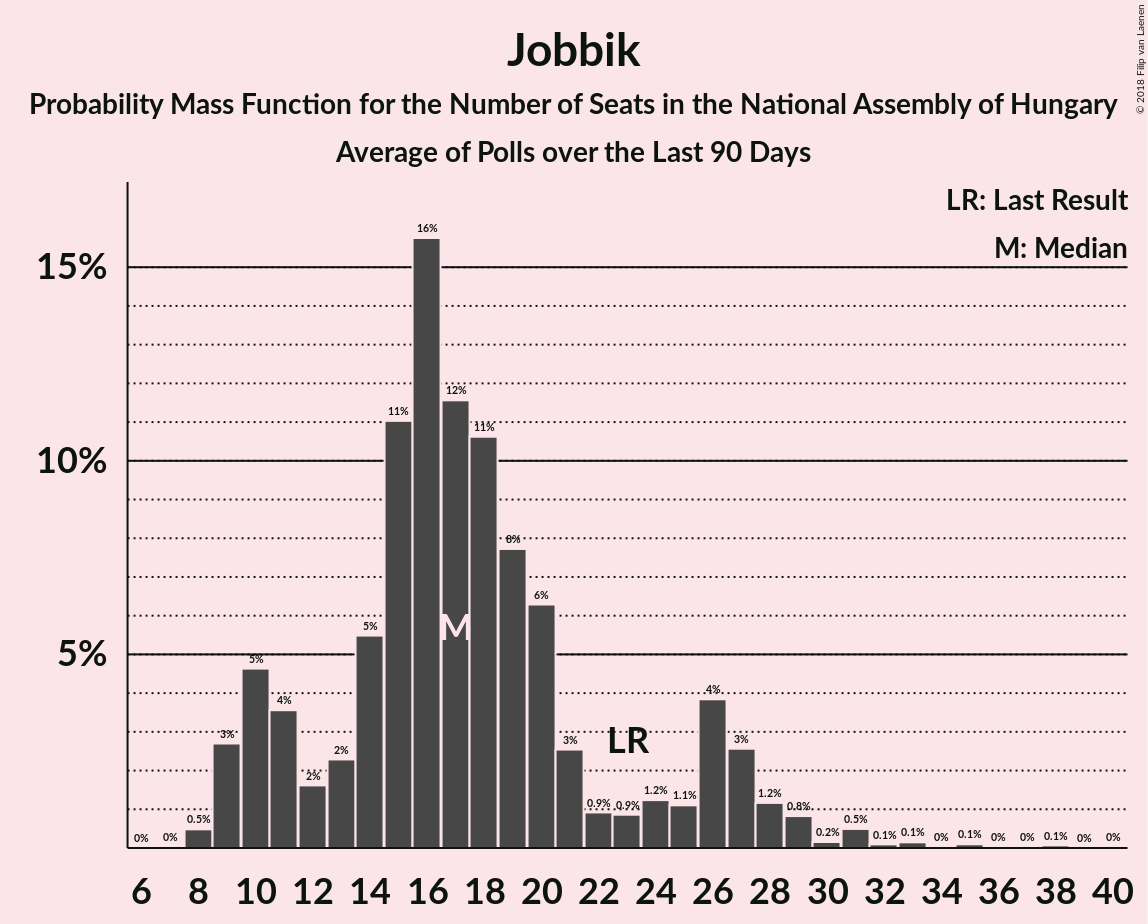 Jobbik
Probability Mass Function for the Number of Seats in the National Assembly of Hungary
Average of Polls over the Last 90 Days
© 2018 Filip van Laenen
LR: Last Result
M: Median
15%
10%
5%
0% 0% 0.5% 3% 5% 4% 2% 2% 5% 11% 16% 12% 11% 8% 6% 3% 0.9% 0.9% 1.2% 1.1% 4% 3% 1.2% 0.8% 0.2% 0.5% 0.1% 0.1% 0% 0.1% 0% 0% 0.1% 0% 0%
M
LR
6 8 10 12 14 16 18 20 22 24 26 28 30 32 34 36 38 40